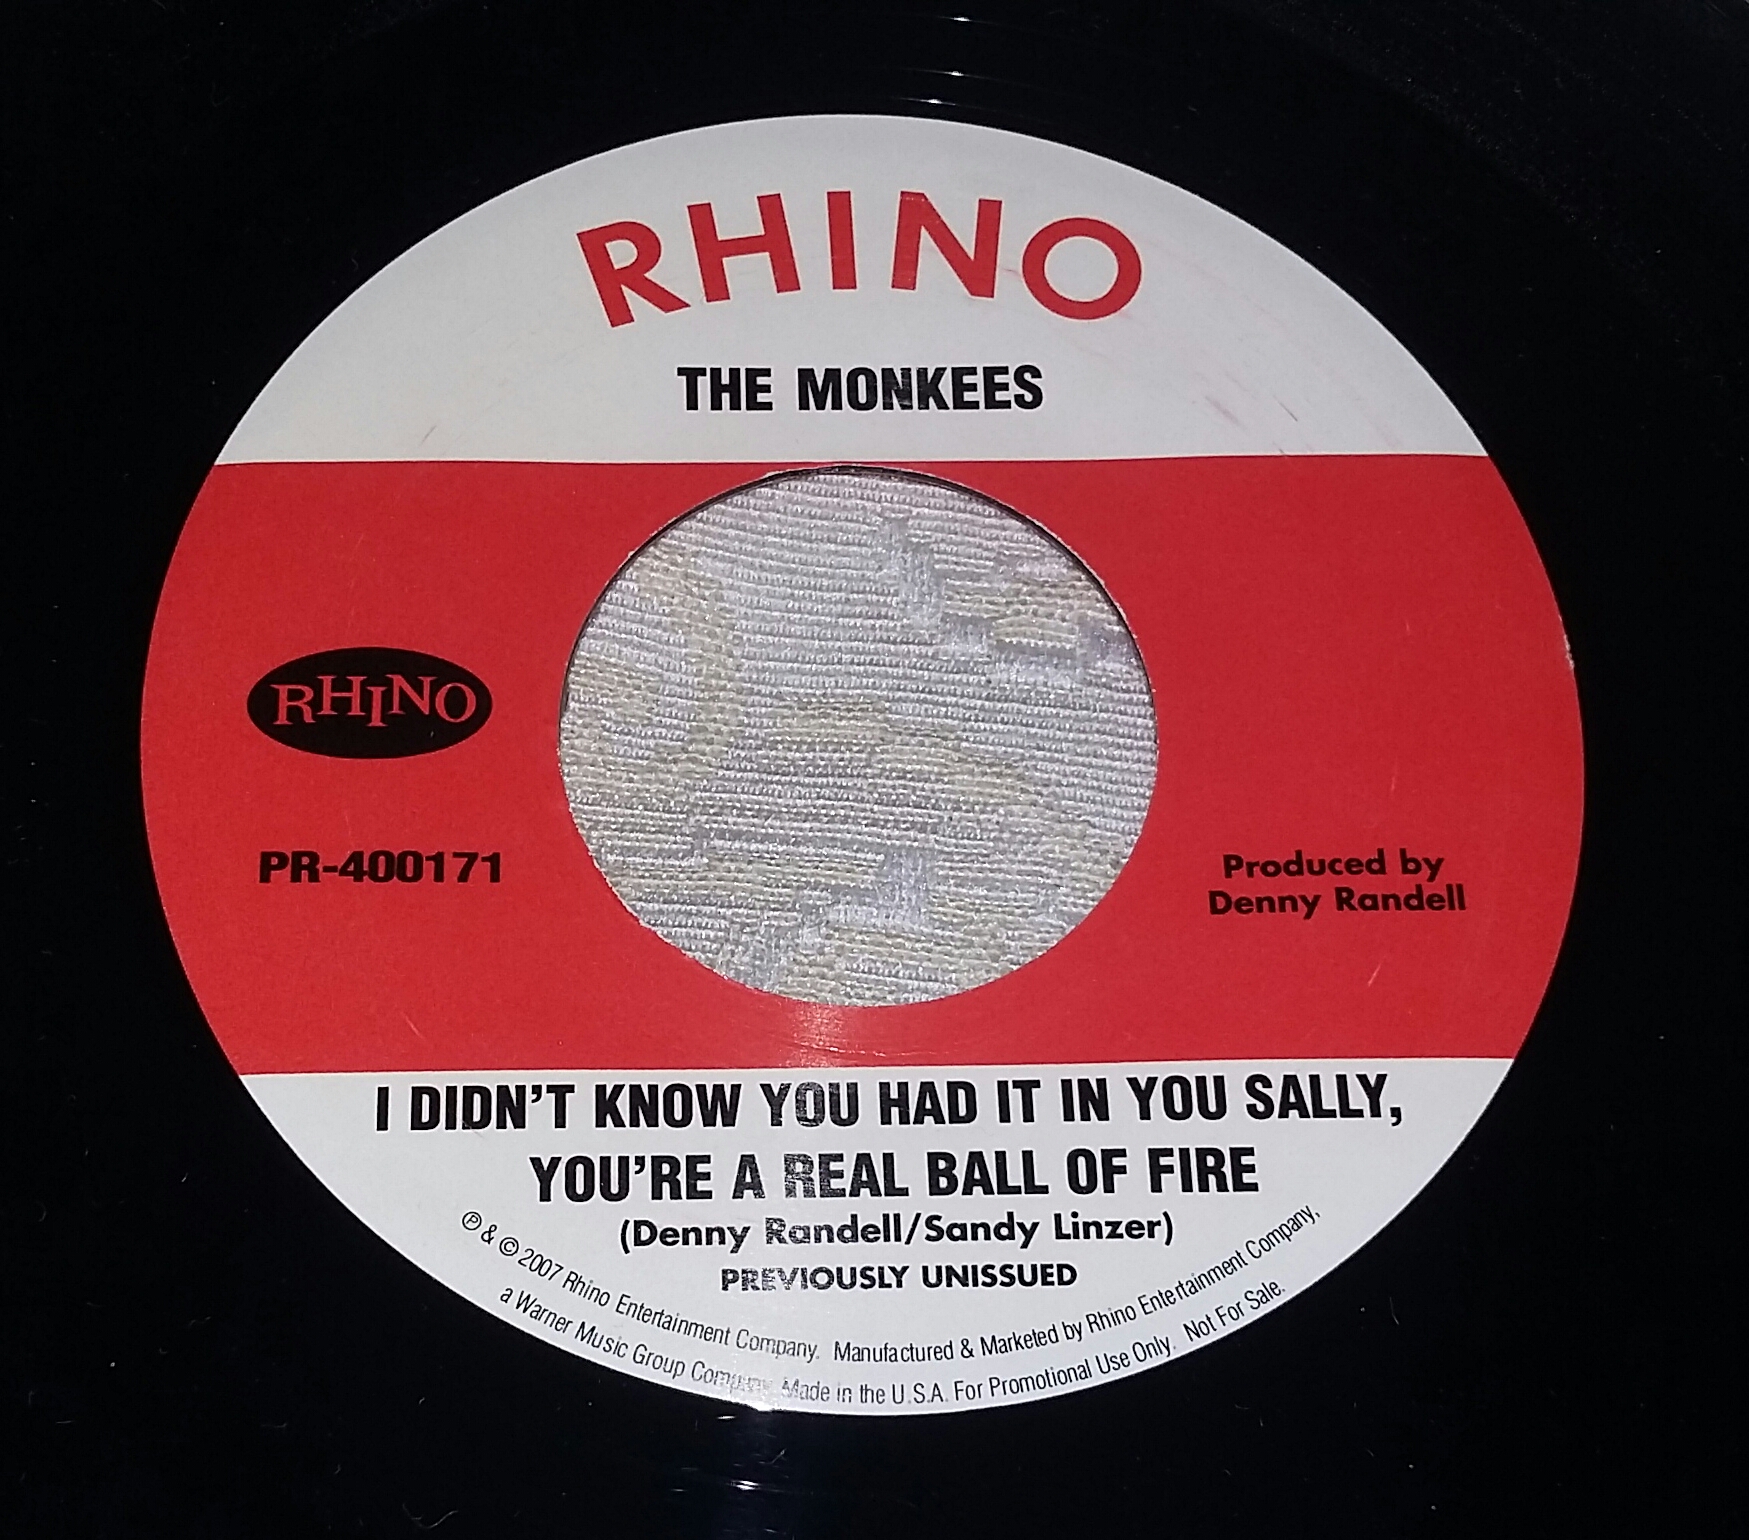 RHINO
THE MONKEES
RHINO
PR-400171
Produced by
Denny Randell
I DIDN'T KNOW YOU HAD IT IN YOU SALLY,
YOU'RE A REAL BALL OF FIRE
(Denny Randell/Sandy Linzer)
PREVIOUSLY UNISSUED
℗ & © 2007 Rhino Entertainment Company. Manufactured & Marketed by Rhino Entertainment Company,
a Warner Music Group Company. Made in the U.S.A. For Promotional Use Only. Not For Sale.